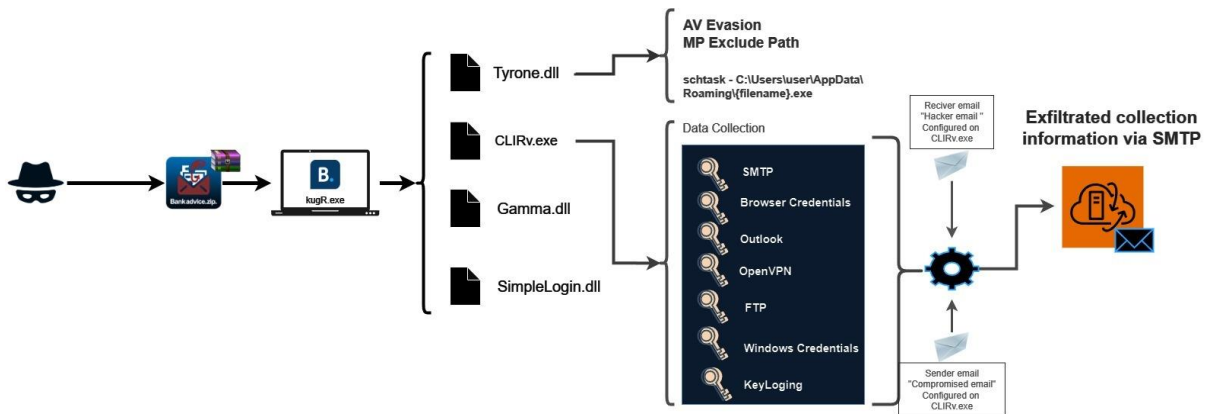 Bankadvice.zip.
B.
kugR.exe
Tyrone.dll
CLIRv.exe
Gamma.dll
SimpleLogin.dll
AV Evasion
MP Exclude Path
schtask - C:\Users\user\AppData\
Roaming\{filename}.exe
Data Collection
SMTP
Browser Credentials
Outlook
OpenVPN
FTP
Windows Credentials
KeyLoging
Reciver email
"Hacker email "
Configured on
CLIRv.exe
Sender email
"Compromised email"
Configured on
CLIRv.exe
Exfiltrated collection
information via SMTP